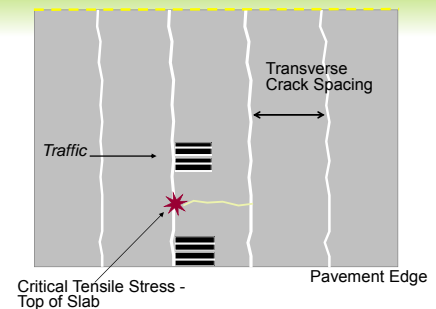 Transverse
Crack Spacing
Traffic
Pavement Edge
Critical Tensile Stress -
Top of Slab